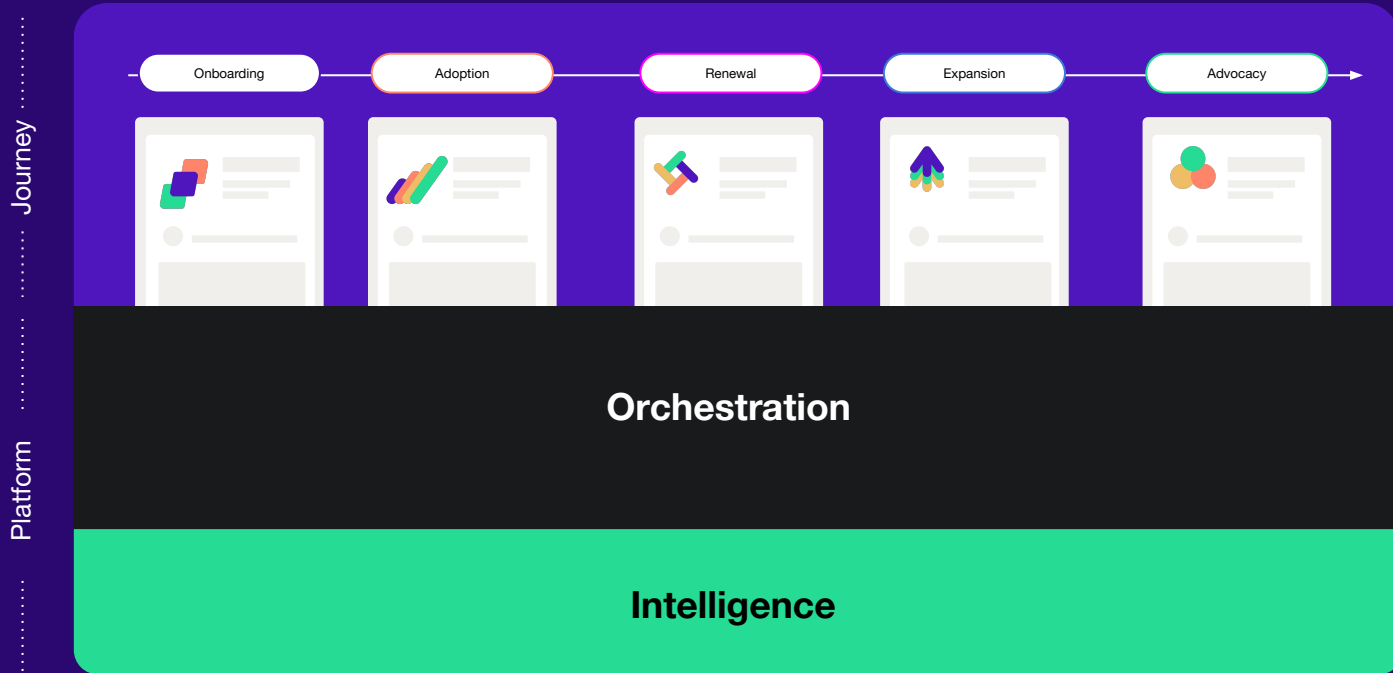 Journey
Onboarding
Adoption
Renewal
Expansion
Advocacy
Platform
Orchestration
Intelligence